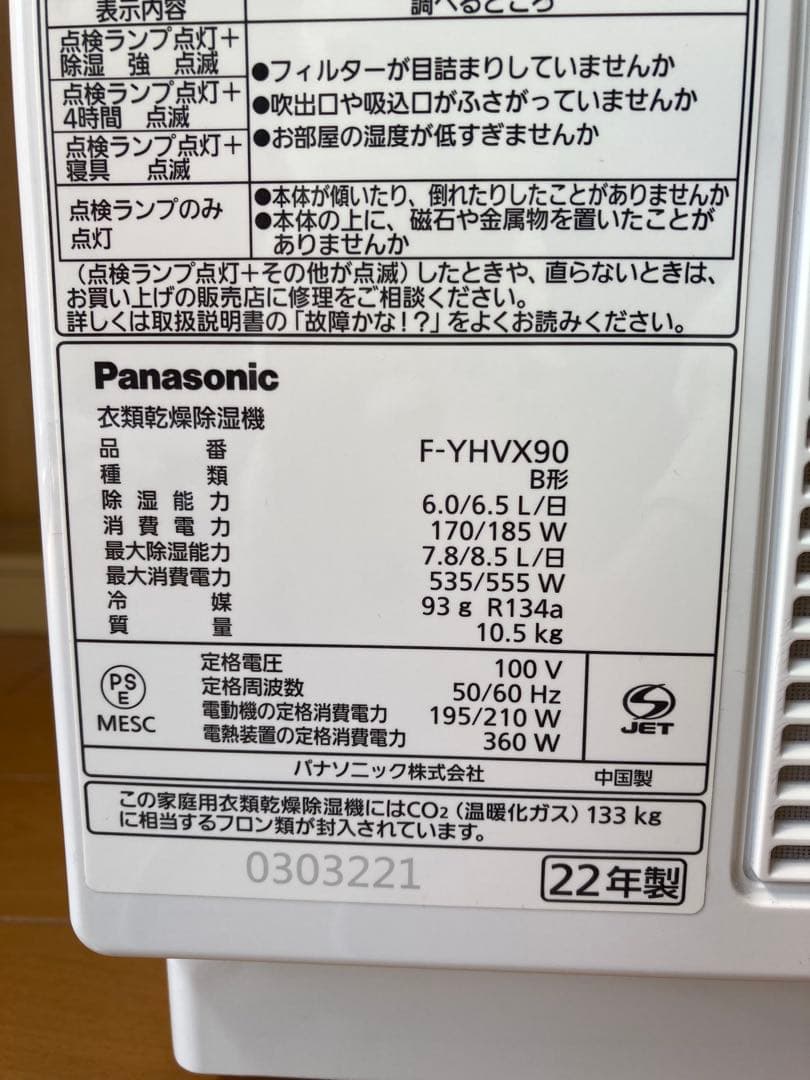 表示内容 調べるところ
点検ランプ点灯＋
除湿 強 点滅
点検ランプ点灯＋
4時間 点滅
点検ランプ点灯＋
寝具 点滅
●フィルターが目詰まりしていませんか
●吹出口や吸込口がふさがっていませんか
●お部屋の湿度が低すぎませんか
点検ランプのみ
点灯
●本体が傾いたり、倒れたりしたことがありませんか
●本体の上に、磁石や金属物を置いたことが
ありませんか
（点検ランプ点灯＋その他が点滅）したときや、直らないときは、
お買い上げの販売店に修理をご相談ください。
詳しくは取扱説明書の「故障かな！？」をよくお読みください。
Panasonic
衣類乾燥除湿機
品番 F-YHVX90
種類 B形
除湿能力 6.0/6.5 L/日
消費電力 170/185 W
最大除湿能力 7.8/8.5 L/日
最大消費電力 535/555 W
冷媒 93 g R134a
質量 10.5 kg
PS
E
MESC
定格電圧 100 V
定格周波数 50/60 Hz
電動機の定格消費電力 195/210 W
電熱装置の定格消費電力 360 W
S
JET
パナソニック株式会社 中国製
この家庭用衣類乾燥除湿機にはCO₂（温暖化ガス）133 kg
に相当するフロン類が封入されています。
0303221
22年製